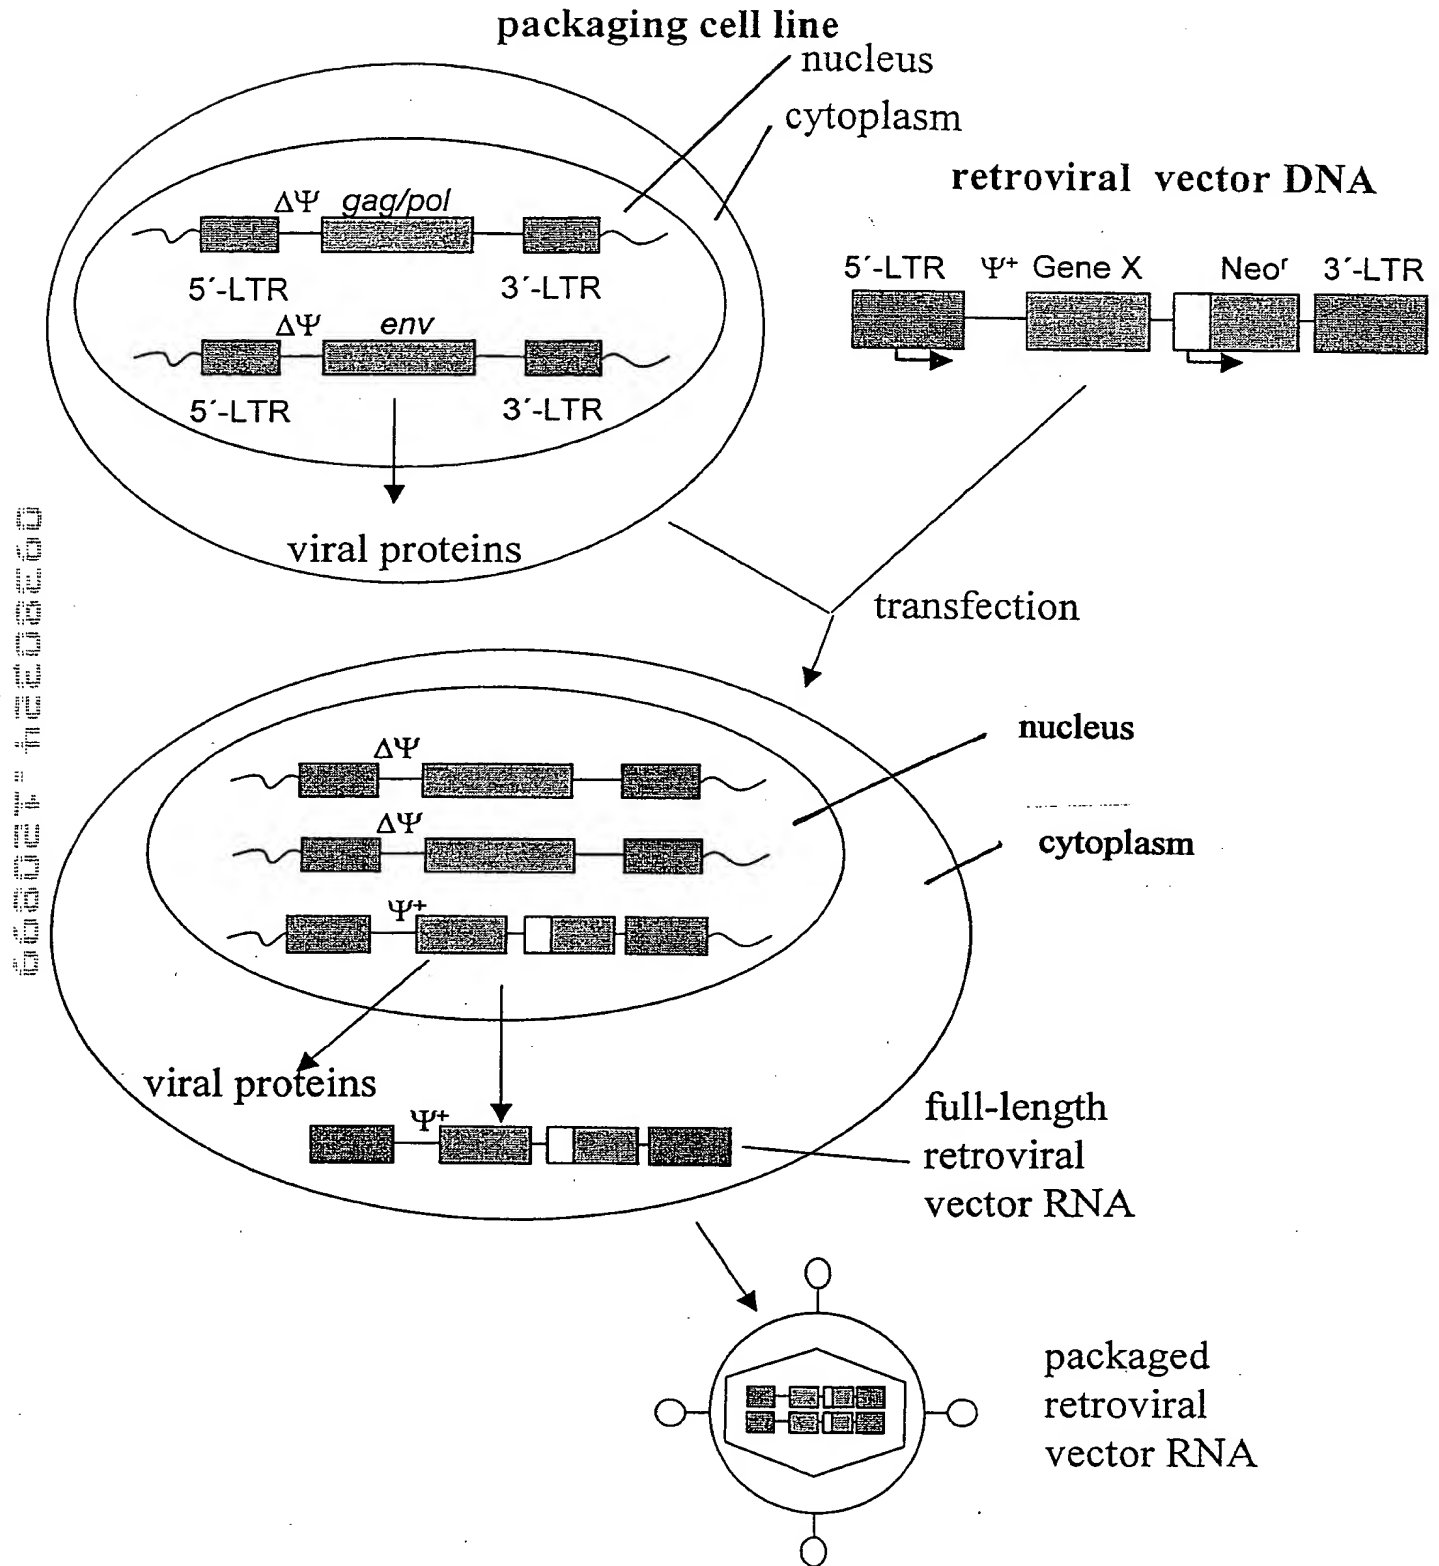 packaging cell line
nucleus
cytoplasm
retroviral vector DNA
ΔΨ gag/pol
5´-LTR 3´-LTR
ΔΨ env
5´-LTR 3´-LTR
viral proteins
5´-LTR Ψ⁺ Gene X Neoʳ 3´-LTR
transfection
nucleus
cytoplasm
ΔΨ
ΔΨ
Ψ⁺
viral proteins
Ψ⁺
full-length
retroviral
vector RNA
packaged
retroviral
vector RNA